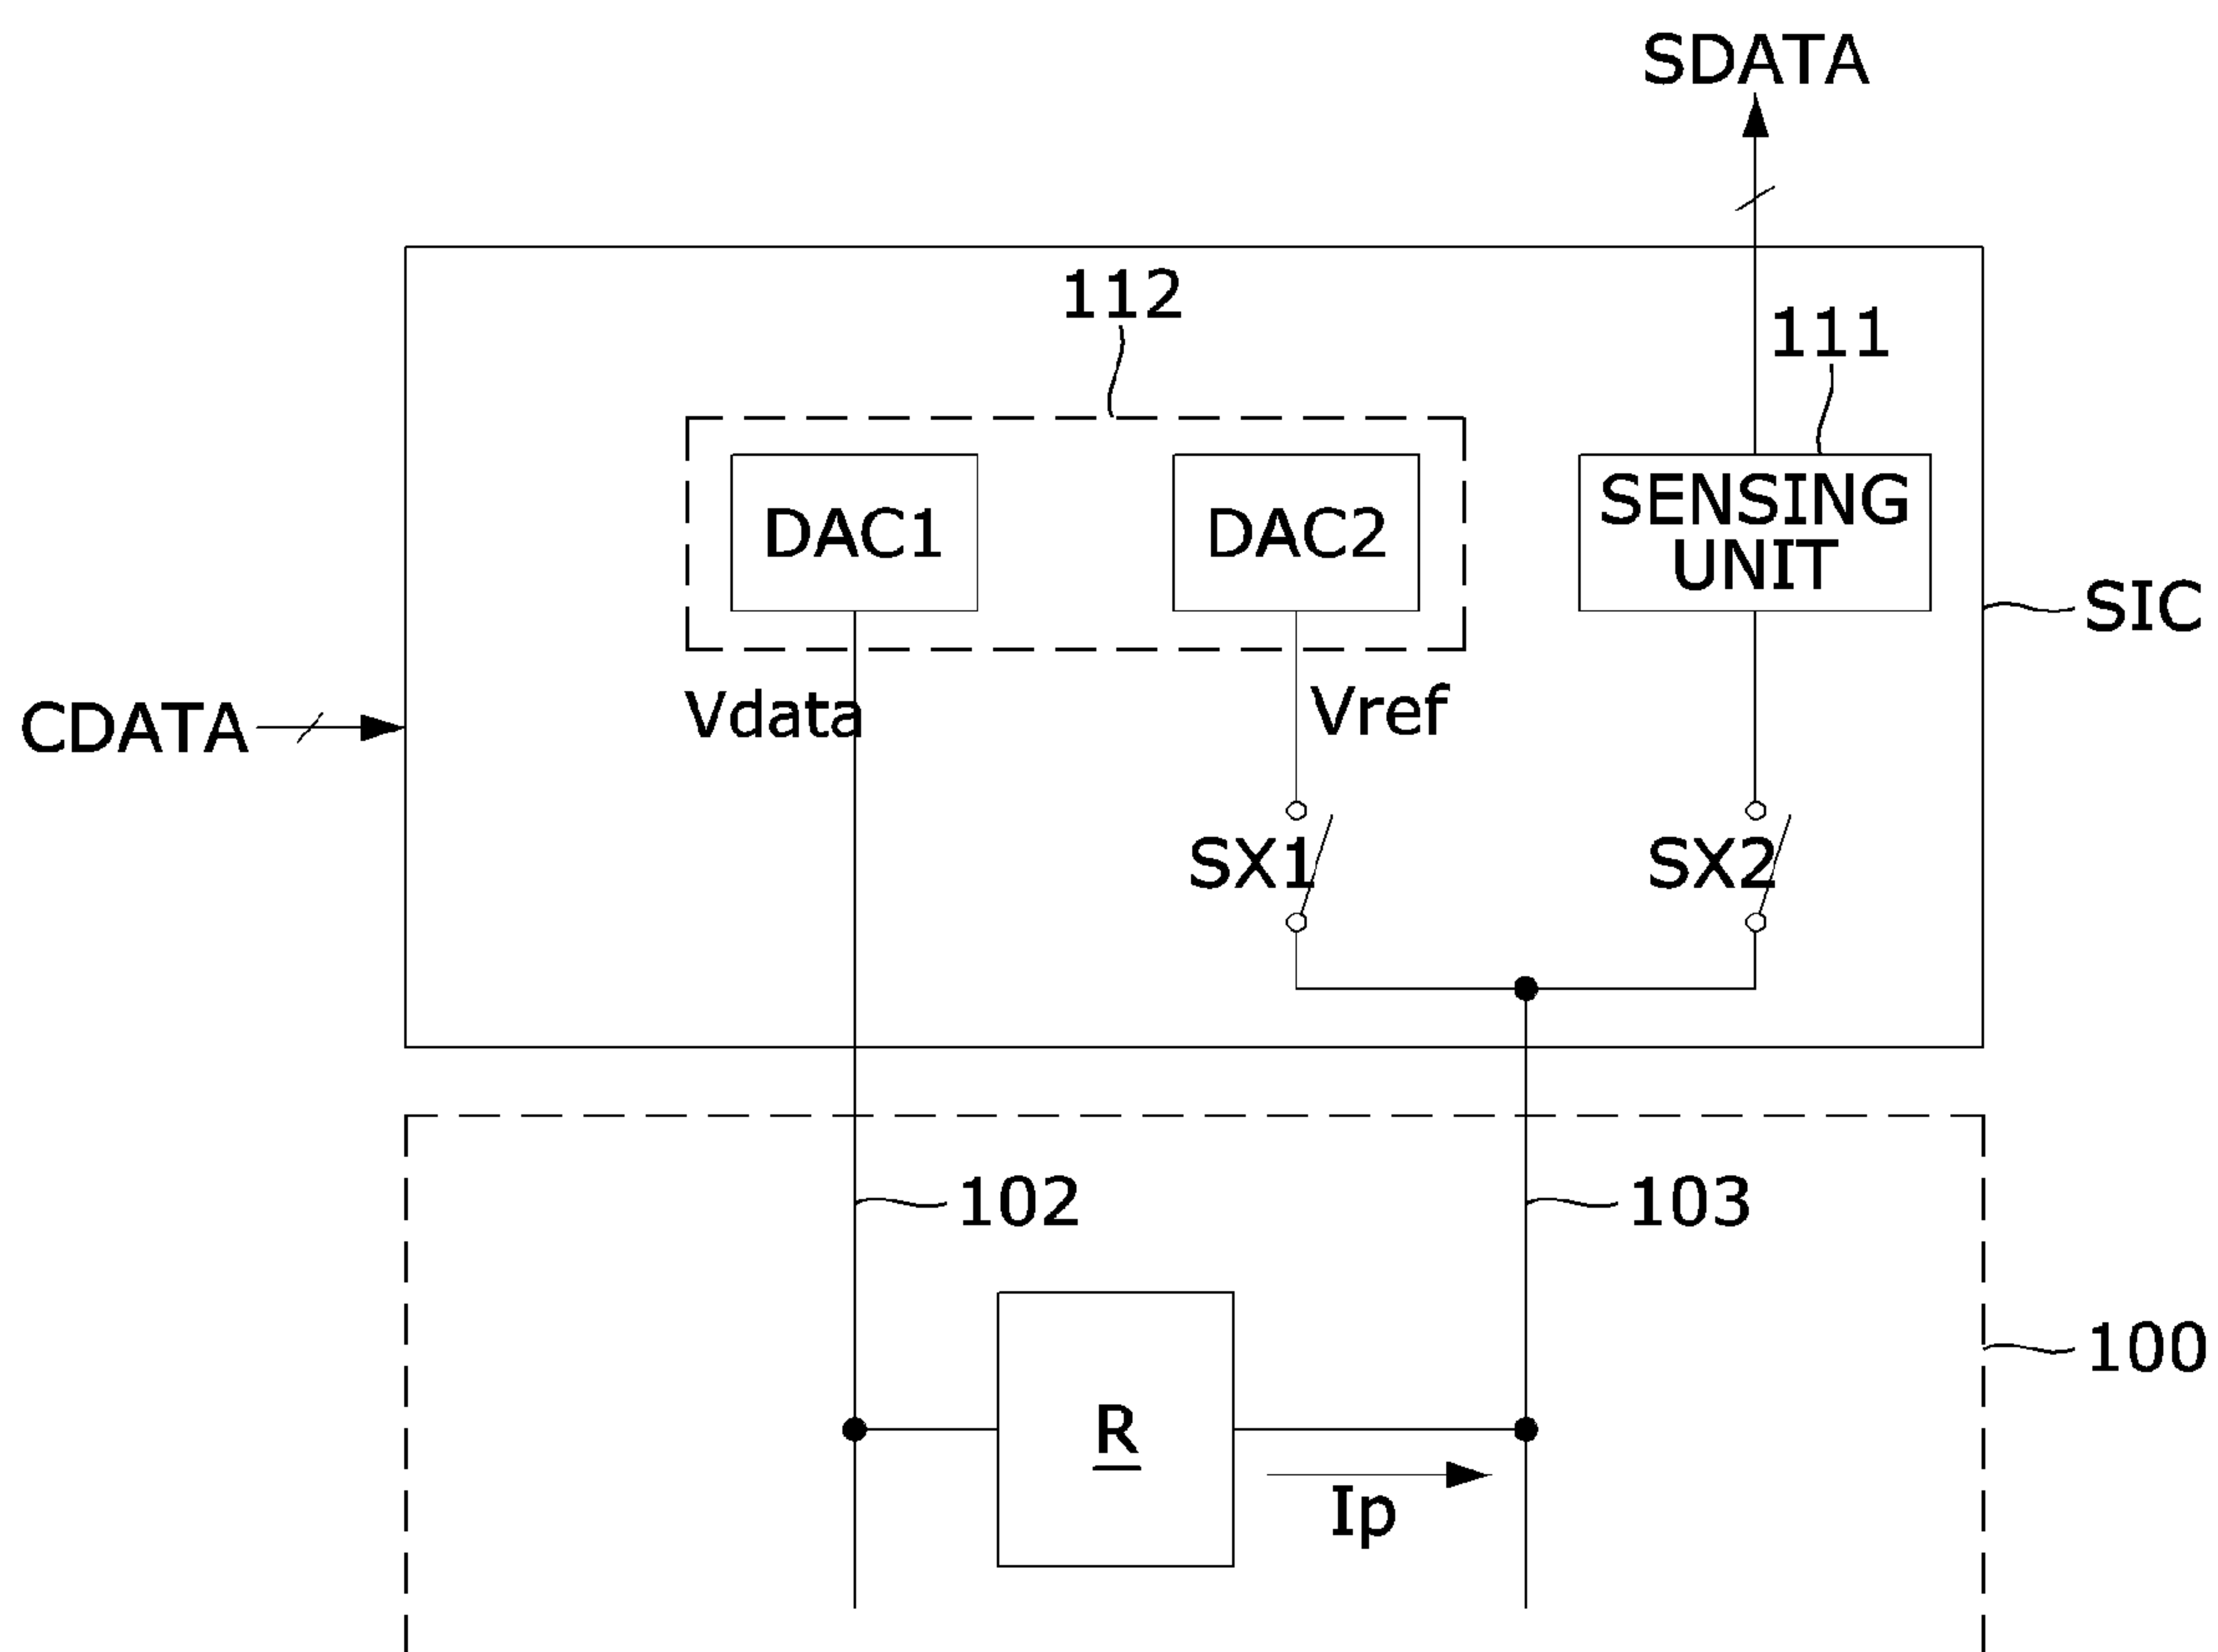 SDATA
112
111
DAC1
DAC2
SENSING
UNIT
SIC
CDATA
Vdata
Vref
SX1
SX2
102
103
100
R
Ip